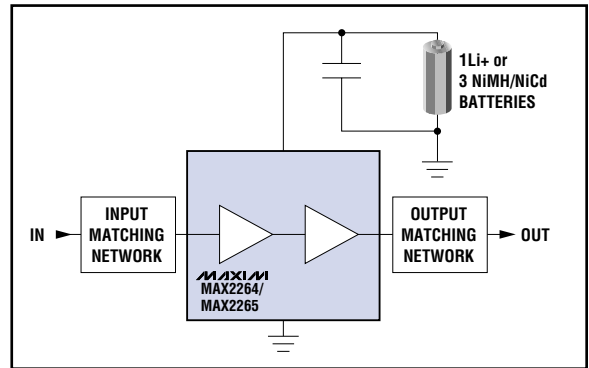 1Li+ or
3 NiMH/NiCd
BATTERIES
IN
INPUT
MATCHING
NETWORK
MAXIM
MAX2264/
MAX2265
OUTPUT
MATCHING
NETWORK
OUT